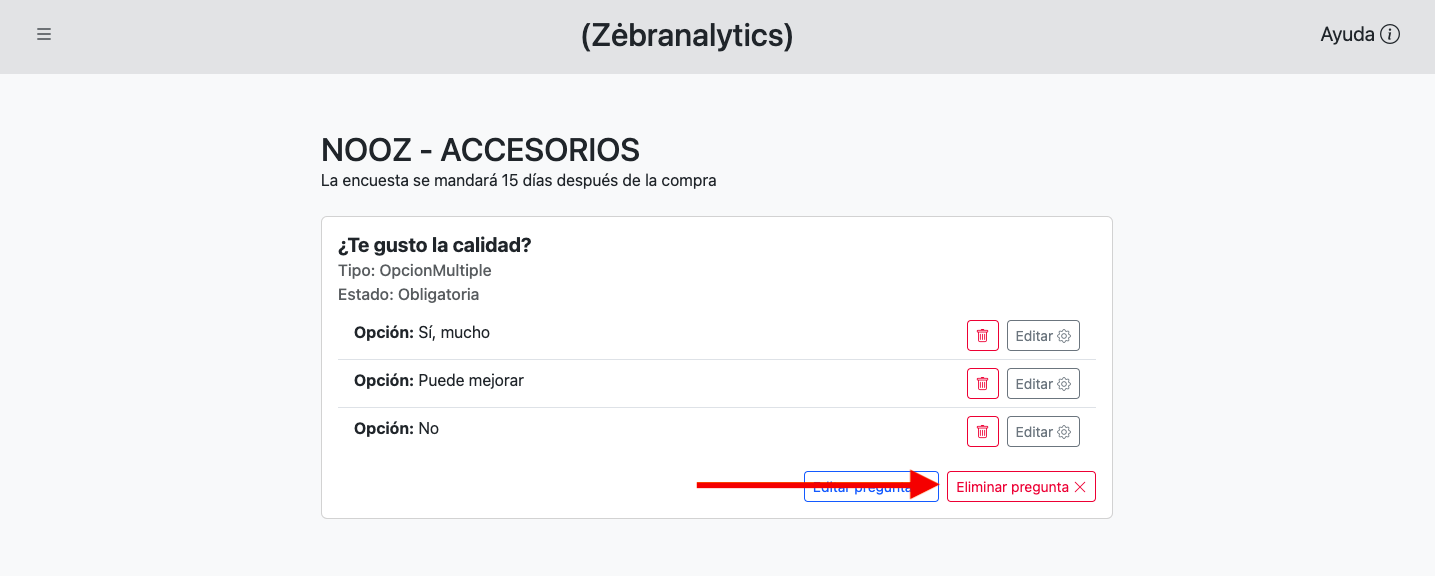 (Zėbranalytics)
Ayuda
NOOZ - ACCESORIOS
La encuesta se mandará 15 días después de la compra
¿Te gusto la calidad?
Tipo: OpcionMultiple
Estado: Obligatoria
Opción: Sí, mucho
Editar
Opción: Puede mejorar
Editar
Opción: No
Editar
Editar pregunta
Eliminar pregunta